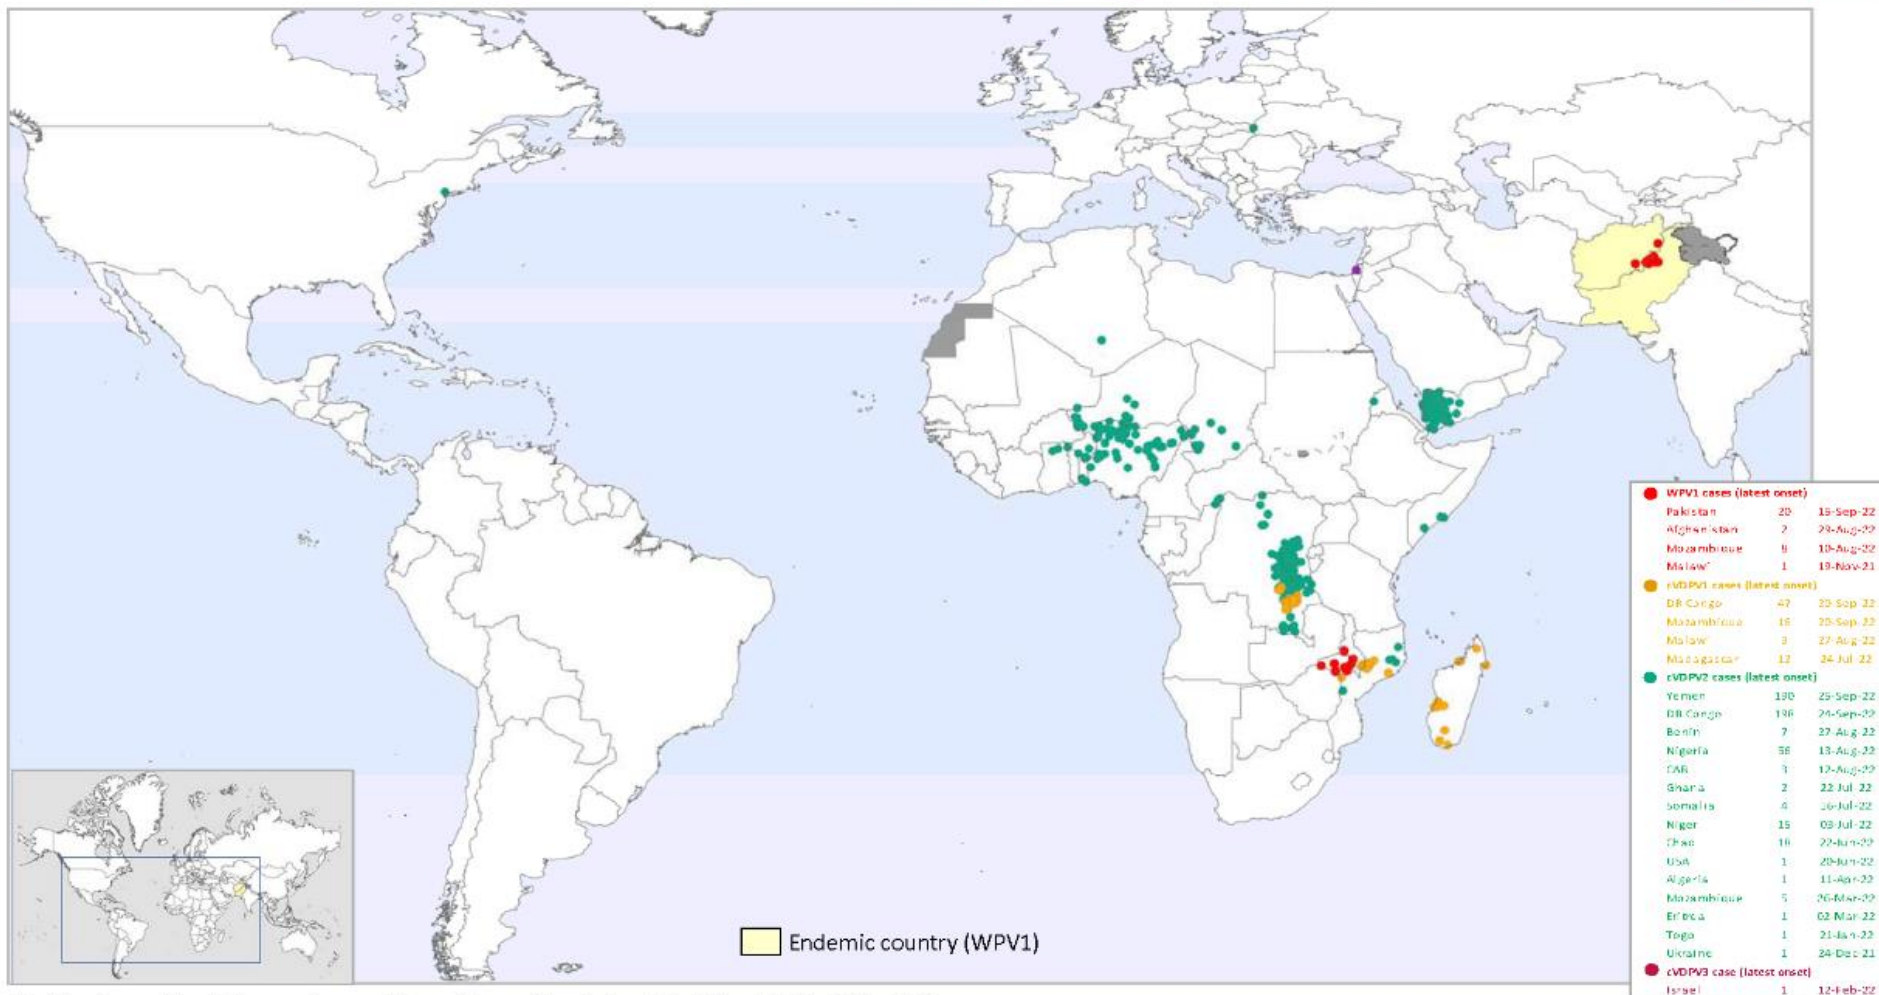 WPV1 cases (latest onset)
Pakistan 20 15-Sep-22
Afghanistan 2 29-Aug-22
Mozambique 10-Aug-22
Malawi 1 19-Nov-21
cVDPV1 cases (latest onset)
DR Congo 47 20-Sep-22
Mozambique 16 20-Sep-22
Malawi 3 27-Aug-22
Madagascar 12 24-Jul-22
cVDPV2 cases (latest onset)
Yemen 25-Sep-22
DR Congo 24-Sep-22
Benin 7 27-Aug-22
Nigeria 13-Aug-22
CAR 3 12-Aug-22
Ghana 2 22-Jul-22
Somalia 4 16-Jul-22
Niger 15 03-Jul-22
Chad 22-Jun-22
USA 1 20-Jun-22
Algeria 1 11-Apr-22
Mozambique 5 26-Mar-22
Eritrea 1 02-Mar-22
Togo 1 21-Jan-22
Ukraine 1 24-Dec-21
cVDPV3 case (latest onset)
Israel 1 12-Feb-22
Endemic country (WPV1)